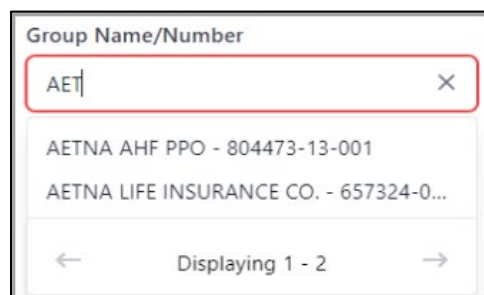 Group Name/Number
AET
AETNA AHF PPO - 804473-13-001
AETNA LIFE INSURANCE CO. - 657324-0...
Displaying 1 - 2